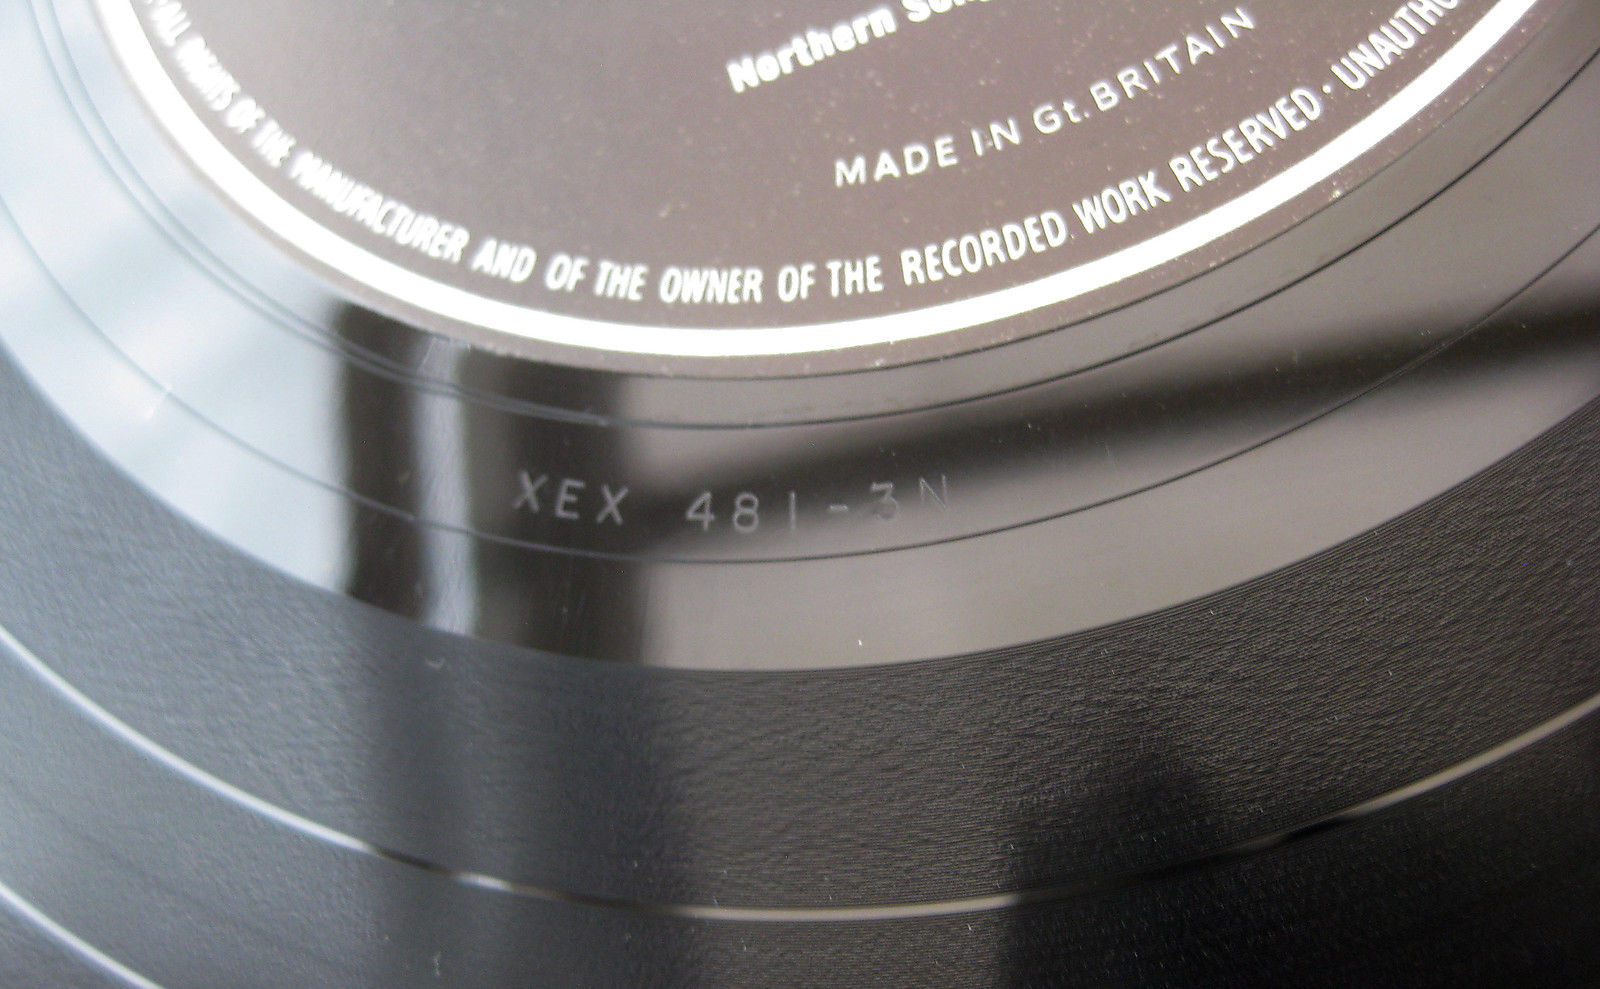 Northern
MADE IN Gt. BRITAIN
ALL RIGHTS OF THE MANUFACTURER AND OF THE OWNER OF THE RECORDED WORK RESERVED · UNAUTHO
XEX 481-3N